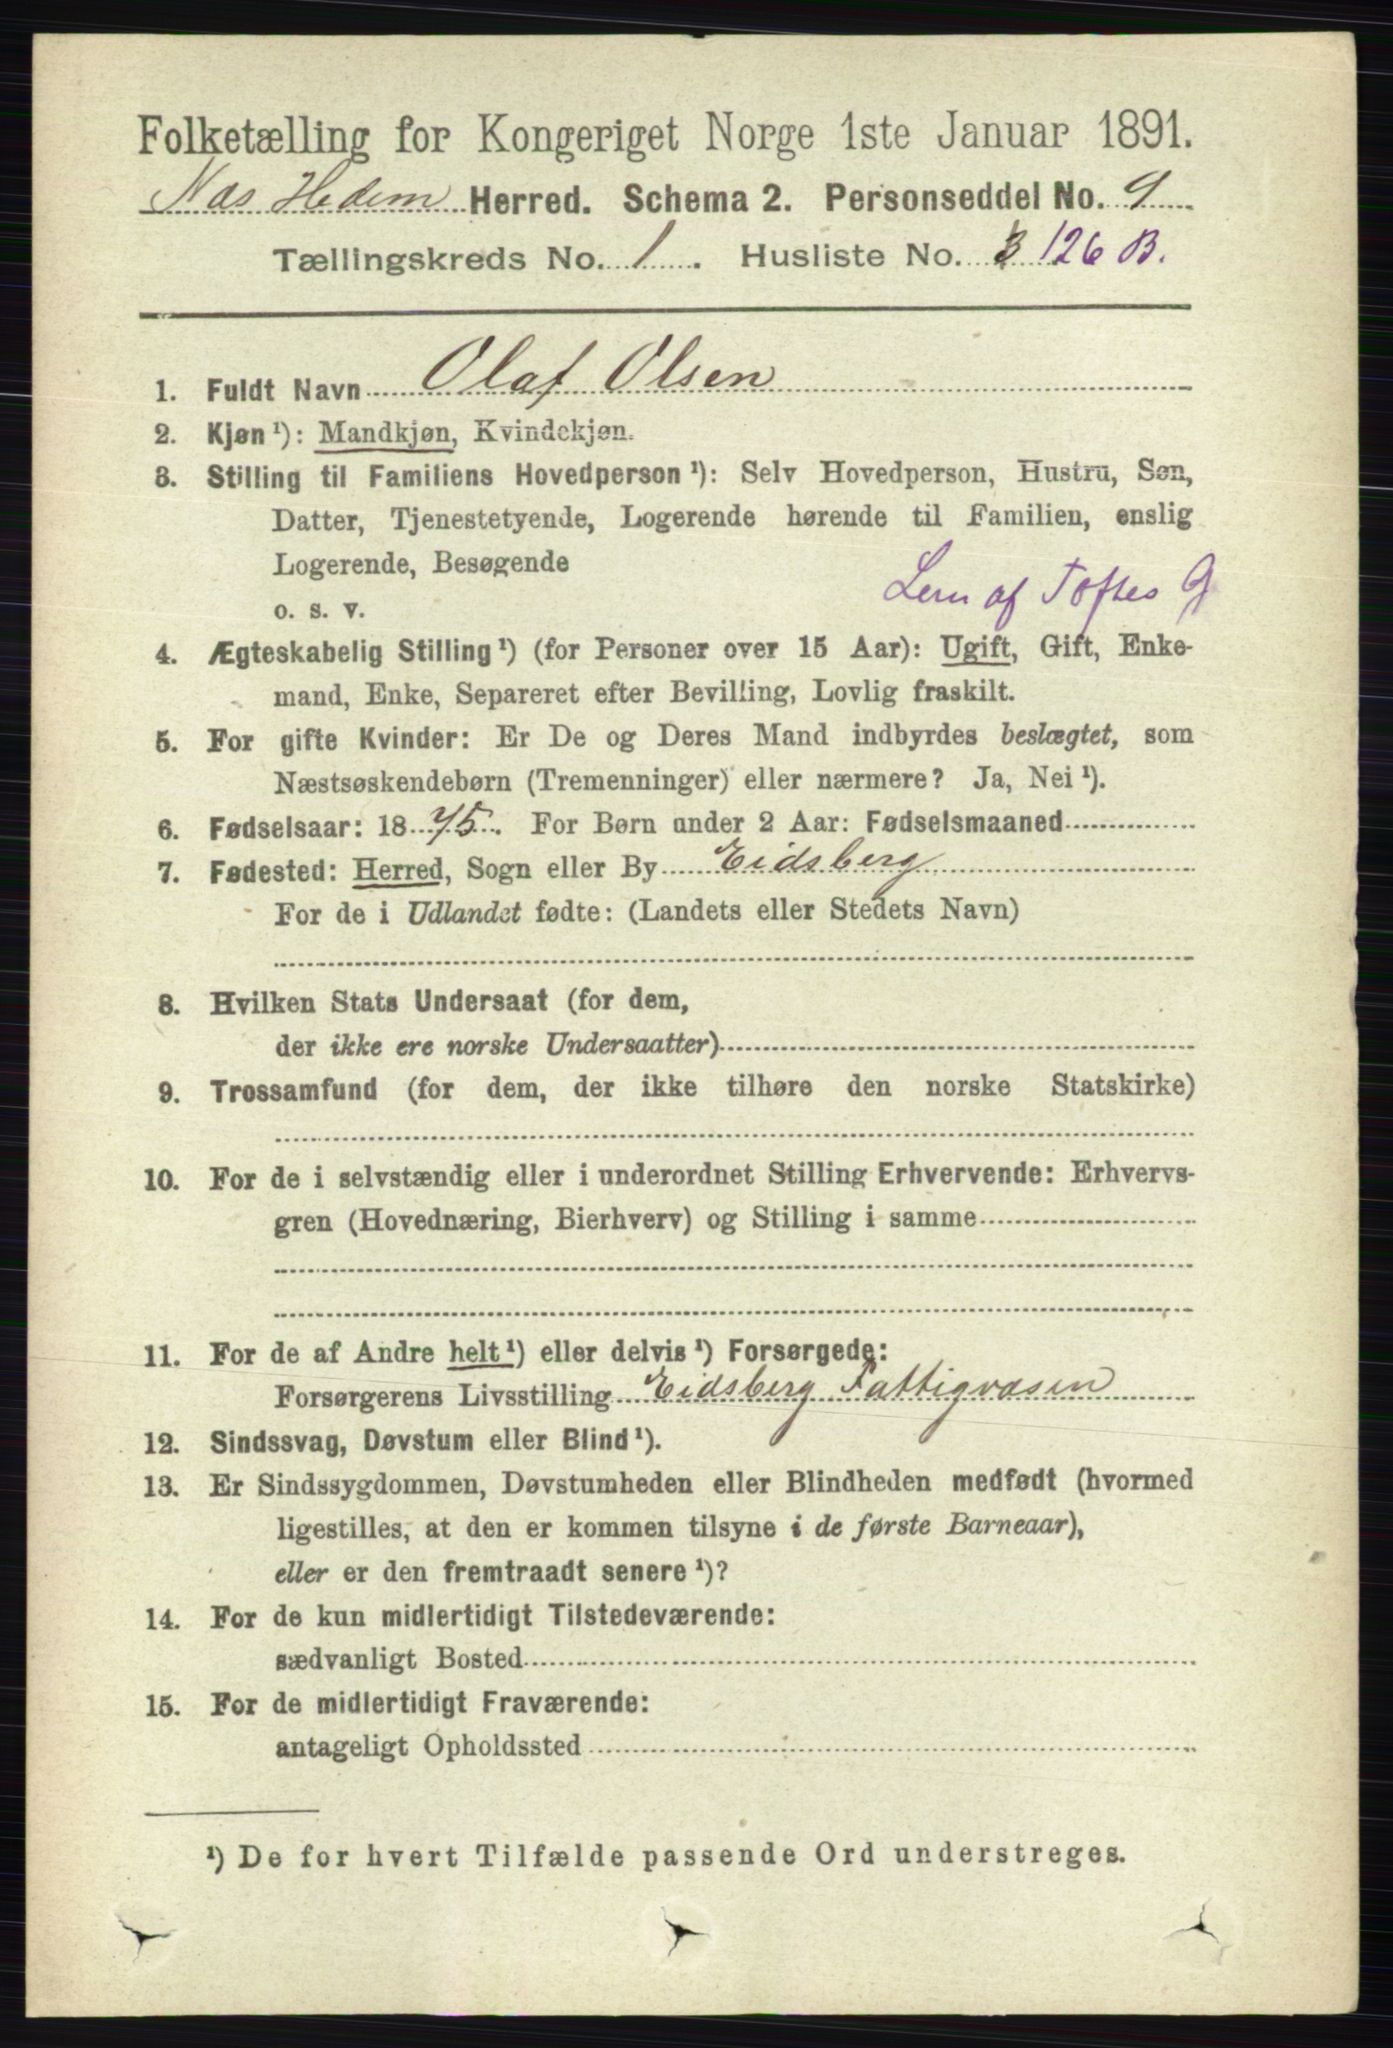 Folketælling for Kongeriget Norge 1ste Januar 1891.
Næs Hedem Herred. Schema 2. Personseddel No. 9
Tællingskreds No. 1. Husliste No. 126 B.
1. Fuldt Navn Olaf Olsen
2. Kjøn ¹): Mandkjøn, Kvindekjøn.
3. Stilling til Familiens Hovedperson ¹): Selv Hovedperson, Hustru, Søn,
Datter, Tjenestetyende, Logerende hørende til Familien, enslig
Logerende, Besøgende
o. s. v. Lem af Toftes G
4. Ægteskabelig Stilling ¹) (for Personer over 15 Aar): Ugift, Gift, Enke-
mand, Enke, Separeret efter Bevilling, Lovlig fraskilt.
5. For gifte Kvinder: Er De og Deres Mand indbyrdes beslægtet, som
Næstsøskendebørn (Tremenninger) eller nærmere? Ja, Nei ¹).
6. Fødselsaar: 1875. For Børn under 2 Aar: Fødselsmaaned
7. Fødested: Herred, Sogn eller By Eidsberg
For de i Udlandet fødte: (Landets eller Stedets Navn)
8. Hvilken Stats Undersaat (for dem,
der ikke ere norske Undersaatter)
9. Trossamfund (for dem, der ikke tilhøre den norske Statskirke)
10. For de i selvstændig eller i underordnet Stilling Erhvervende: Erhvervs-
gren (Hovednæring, Bierhverv) og Stilling i samme
11. For de af Andre helt ¹) eller delvis ¹) Forsørgede:
Forsørgerens Livsstilling Eidsberg Fattigvæsen
12. Sindssvag, Døvstum eller Blind ¹).
13. Er Sindssygdommen, Døvstumheden eller Blindheden medfødt (hvormed
ligestilles, at den er kommen tilsyne i de første Barneaar),
eller er den fremtraadt senere ¹)?
14. For de kun midlertidigt Tilstedeværende:
sædvanligt Bosted
15. For de midlertidigt Fraværende:
antageligt Opholdssted
¹) De for hvert Tilfælde passende Ord understreges.